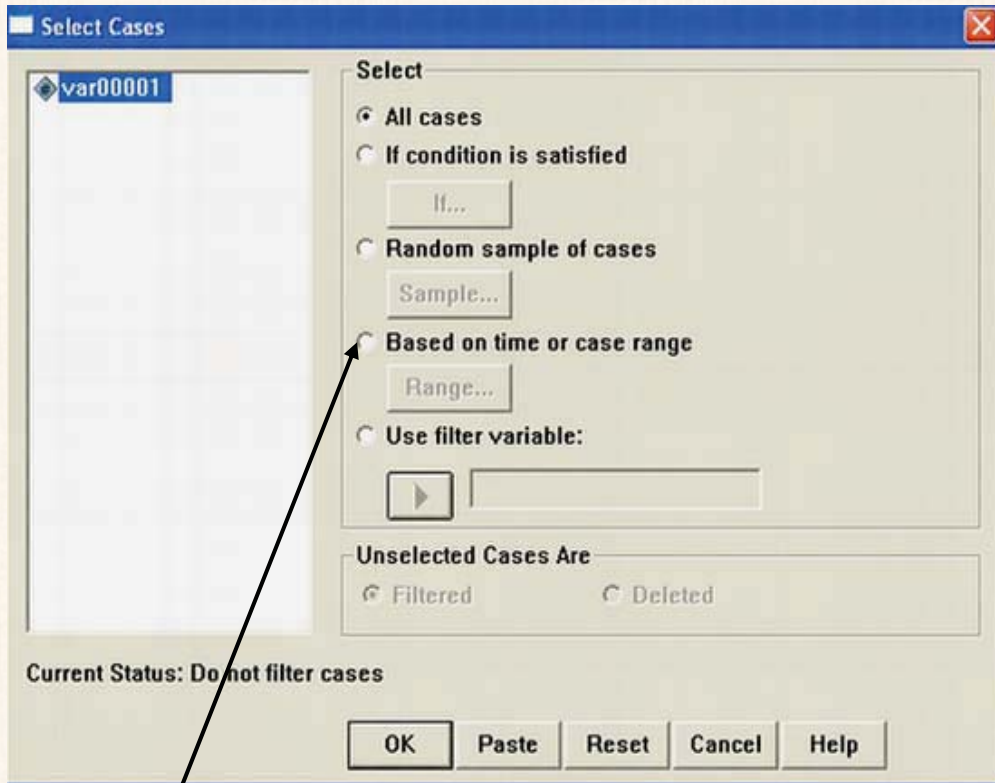 Select Cases
var00001
Select
All cases
If condition is satisfied
If...
Random sample of cases
Sample...
Based on time or case range
Range...
Use filter variable:
Unselected Cases Are
Filtered Deleted
Current Status: Do not filter cases
OK Paste Reset Cancel Help